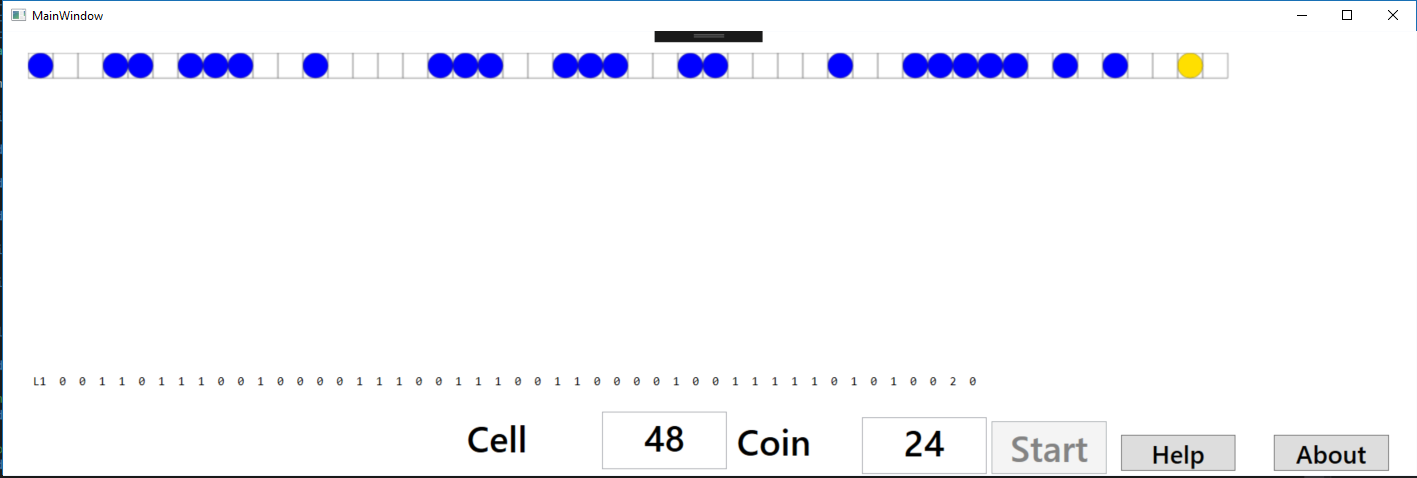 MainWindow
L1 0 0 1 1 0 1 1 1 0 0 1 0 0 0 0 1 1 1 0 0 1 1 1 0 0 1 1 0 0 0 0 1 0 0 1 1 1 1 1 0 1 0 1 0 0 2 0
Cell 48 Coin 24 Start Help About